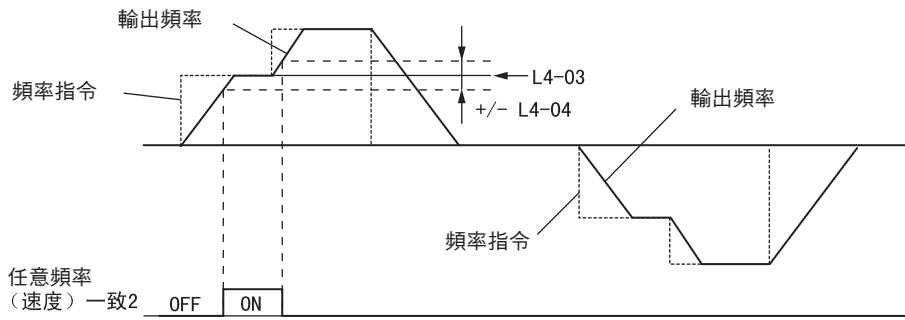 輸出頻率
頻率指令
L4-03
+/- L4-04
輸出頻率
頻率指令
任意頻率
（速度）一致2
OFF
ON